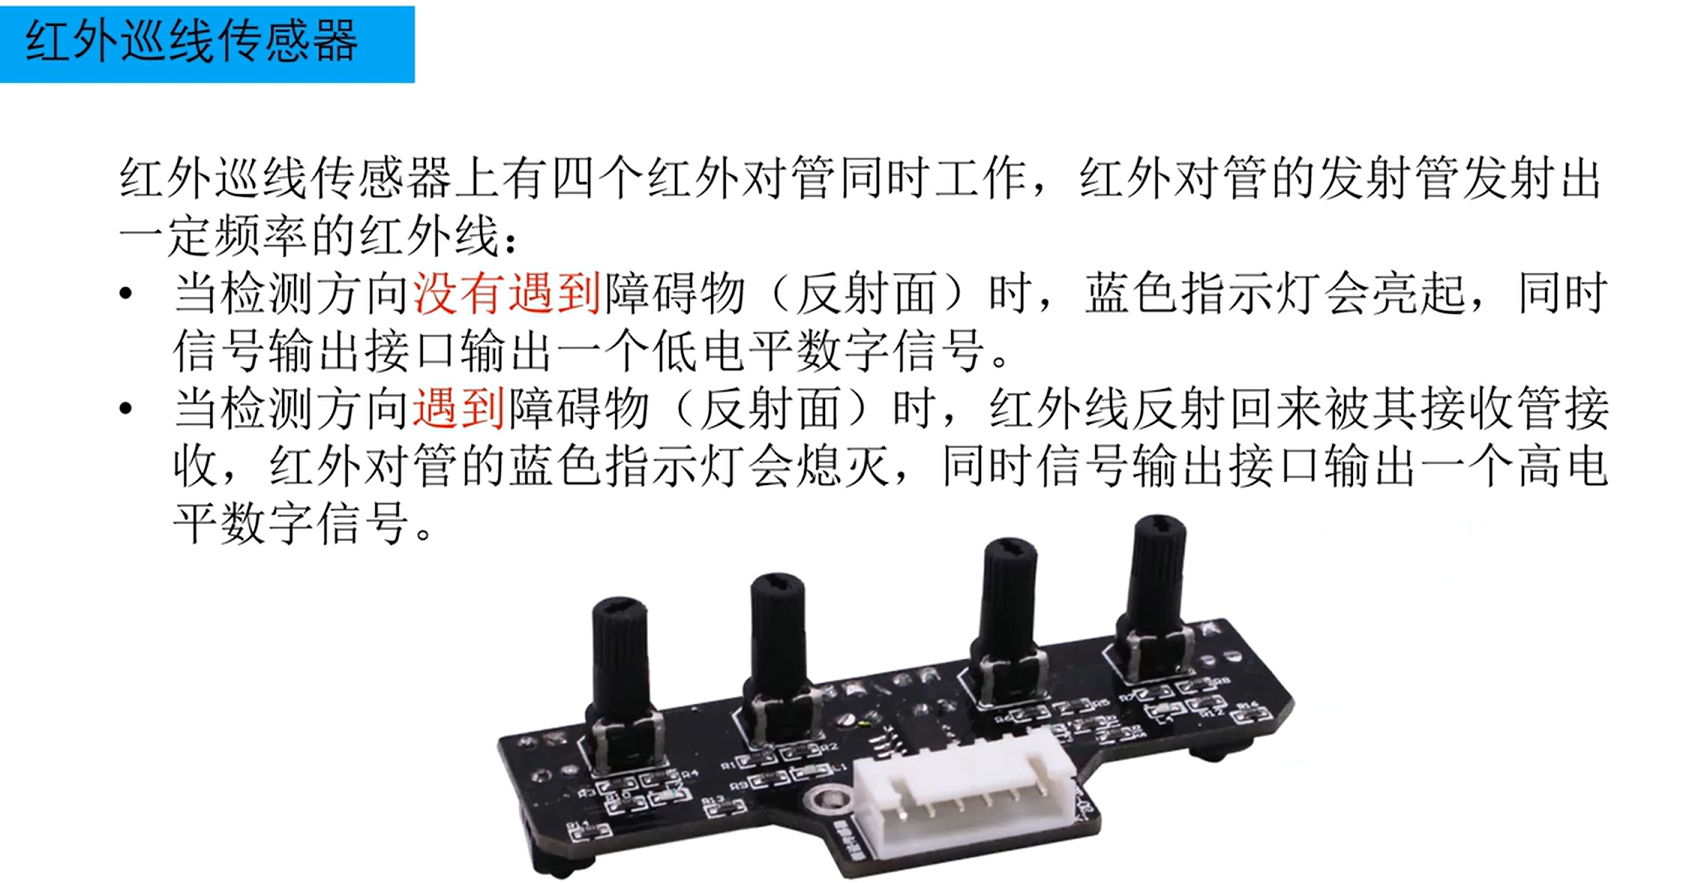 红外巡线传感器
红外巡线传感器上有四个红外对管同时工作，红外对管的发射管发射出
一定频率的红外线：
• 当检测方向没有遇到障碍物（反射面）时，蓝色指示灯会亮起，同时
信号输出接口输出一个低电平数字信号。
• 当检测方向遇到障碍物（反射面）时，红外线反射回来被其接收管接
收，红外对管的蓝色指示灯会熄灭，同时信号输出接口输出一个高电
平数字信号。
R7 R8
R6 R5
L4 R12 R16
R1 R2
R3 R4
R9 L1
R10
R13
R14